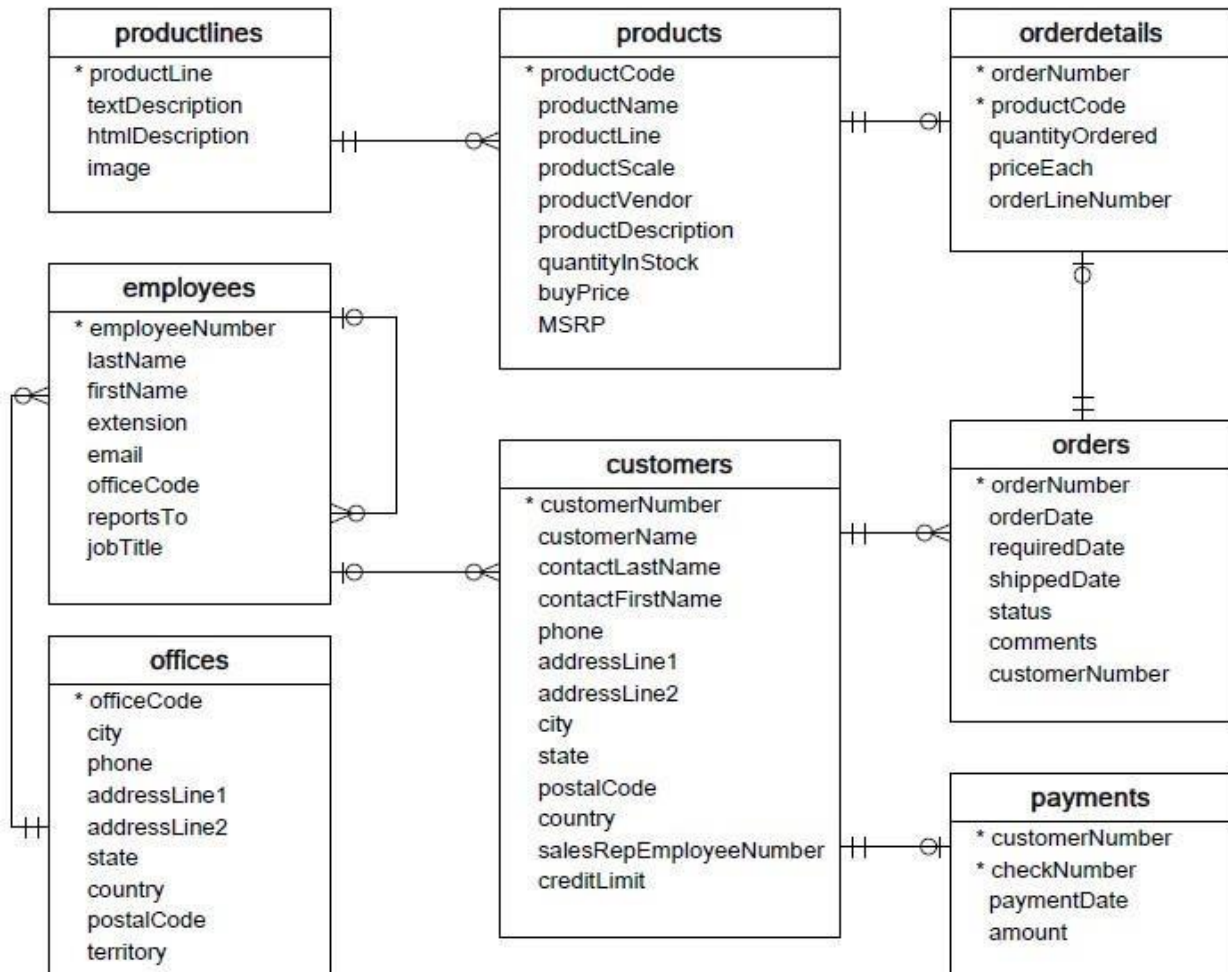 productlines
* productLine
textDescription
htmlDescription
image
products
* productCode
productName
productLine
productScale
productVendor
productDescription
quantityInStock
buyPrice
MSRP
orderdetails
* orderNumber
* productCode
quantityOrdered
priceEach
orderLineNumber
employees
* employeeNumber
lastName
firstName
extension
email
officeCode
reportsTo
jobTitle
customers
* customerNumber
customerName
contactLastName
contactFirstName
phone
addressLine1
addressLine2
city
state
postalCode
country
salesRepEmployeeNumber
creditLimit
orders
* orderNumber
orderDate
requiredDate
shippedDate
status
comments
customerNumber
offices
* officeCode
city
phone
addressLine1
addressLine2
state
country
postalCode
territory
payments
* customerNumber
* checkNumber
paymentDate
amount